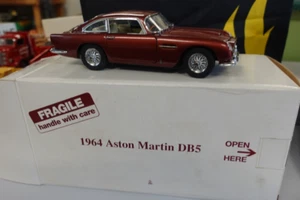 FRAGILE
handle with care
1964 Aston Martin DB5
OPEN
HERE